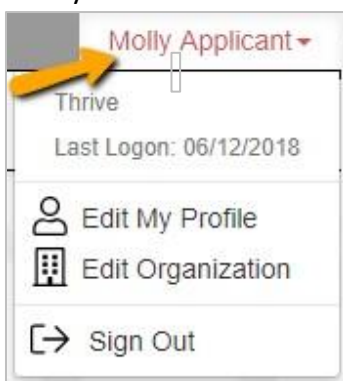 Molly Applicant
Thrive
Last Logon: 06/12/2018
Edit My Profile
Edit Organization
Sign Out